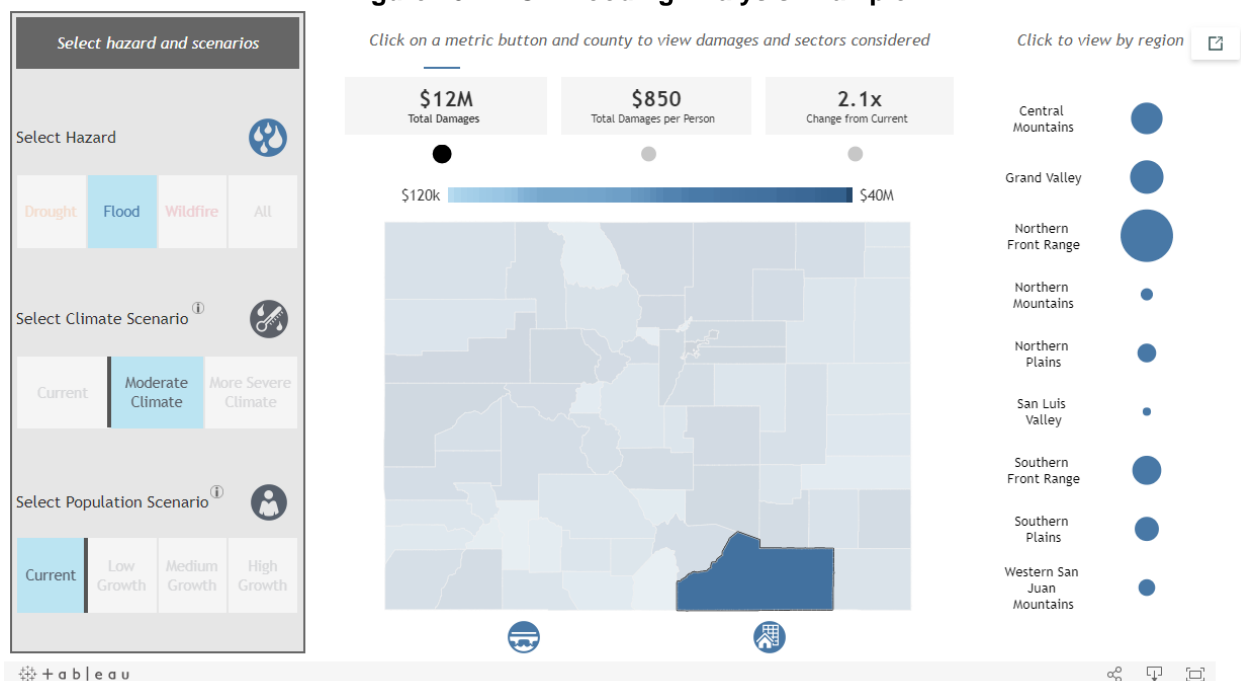 Select hazard and scenarios
Click on a metric button and county to view damages and sectors considered
Click to view by region
$12M
Total Damages
$850
Total Damages per Person
2.1x
Change from Current
$120k
$40M
Select Hazard
Drought
Flood
Wildfire
All
Select Climate Scenario
Current
Moderate
Climate
More Severe
Climate
Select Population Scenario
Current
Low
Growth
Medium
Growth
High
Growth
Central
Mountains
Grand Valley
Northern
Front Range
Northern
Mountains
Northern
Plains
San Luis
Valley
Southern
Front Range
Southern
Plains
Western San
Juan
Mountains
+ableau